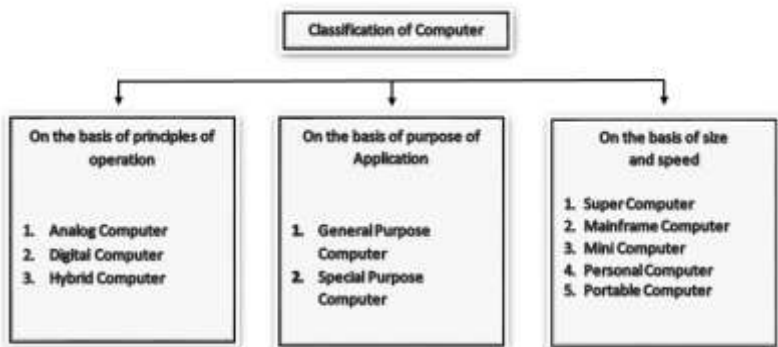 Classification of Computer
On the basis of principles of
operation
1. Analog Computer
2. Digital Computer
3. Hybrid Computer
On the basis of purpose of
Application
1. General Purpose
Computer
2. Special Purpose
Computer
On the basis of size
and speed
1. Super Computer
2. Mainframe Computer
3. Mini Computer
4. Personal Computer
5. Portable Computer